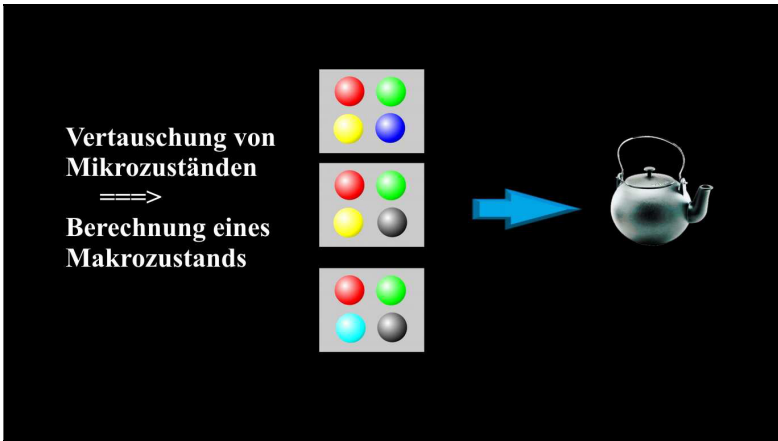 Vertauschung von
Mikrozuständen
===>
Berechnung eines
Makrozustands